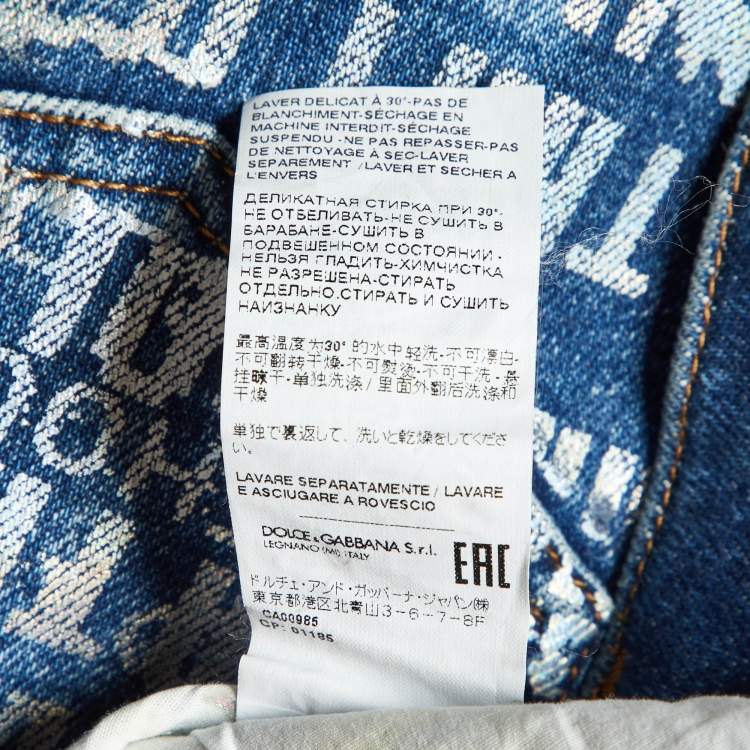 LAVER DELICAT À 30°-PAS DE
BLANCHIMENT-SÉCHAGE EN
MACHINE INTERDIT-SÉCHAGE
SUSPENDU -NE PAS REPASSER-PAS
DE NETTOYAGE À SEC-LAVER
SEPAREMENT /LAVER ET SECHER A
L'ENVERS
ДЕЛИКАТНАЯ СТИРКА ПРИ 30°-
НЕ ОТБЕЛИВАТЬ-НЕ СУШИТЬ В
БАРАБАНЕ-СУШИТЬ В
ПОДВЕШЕННОМ СОСТОЯНИИ -
НЕЛЬЗЯ ГЛАДИТЬ-ХИМЧИСТКА
НЕ РАЗРЕШЕНА-СТИРАТЬ
ОТДЕЛЬНО.СТИРАТЬ И СУШИТЬ
НАИЗНАНКУ
最高温度为30° 的水中轻洗-不可漂白-
不可翻转干燥-不可熨烫-不可干洗-悬
挂晾干-单独洗涤/里面外翻后洗涤和
干燥
単独で裏返して、洗いと乾燥をしてくださ
い。
LAVARE SEPARATAMENTE / LAVARE
E ASCIUGARE A ROVESCIO
DOLCE & GABBANA S.r.l.
LEGNANO (MI) ITALY
EAC
ドルチェ・アンド・ガッバーナ・ジャパン㈱
東京都港区北青山3-6-7-8F
CA00985
CP: 01185